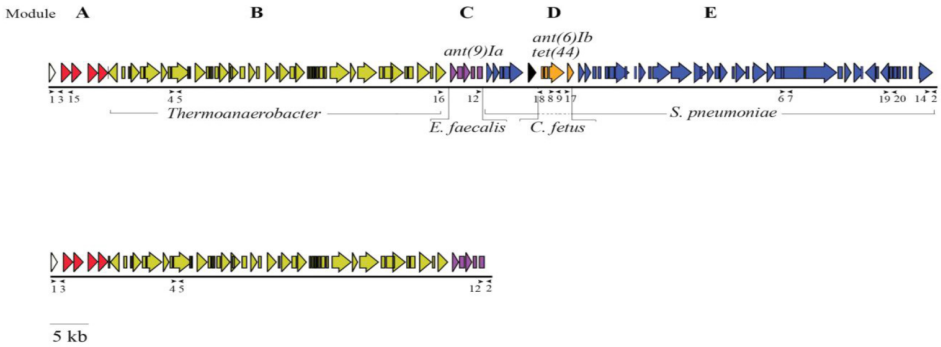 Module A B C D E
ant(9)Ia
ant(6)Ib
tet(44)
1 3 15 4 5 16 12 18 8 9 17 6 7 19 20 14 2
Thermoanaerobacter
E. faecalis
C. fetus
S. pneumoniae
1 3 4 5 12 2
5 kb